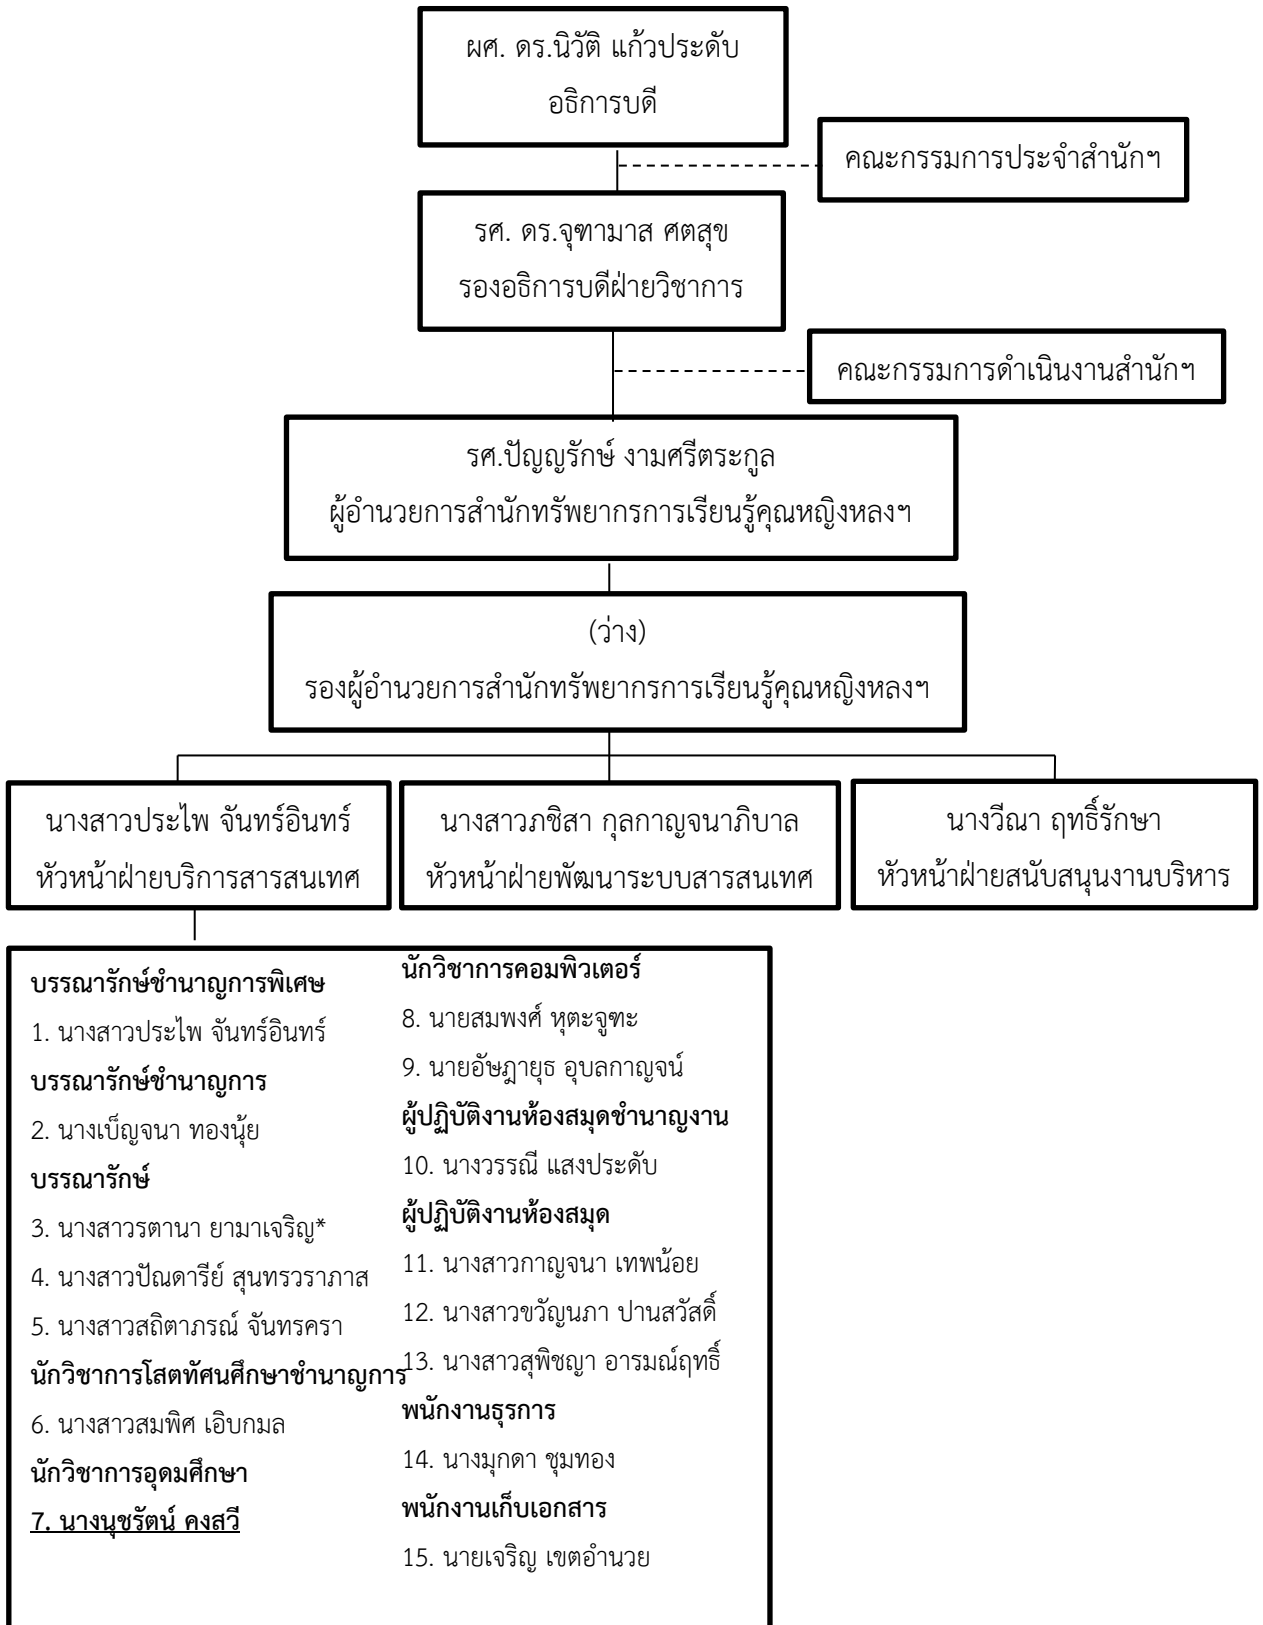 ผศ. ดร.นิวัติ แก้วประดับ
อธิการบดี
คณะกรรมการประจำสำนักฯ
รศ. ดร.จุฑามาส ศตสุข
รองอธิการบดีฝ่ายวิชาการ
คณะกรรมการดำเนินงานสำนักฯ
รศ.ปัญญรักษ์ งามศรีตระกูล
ผู้อำนวยการสำนักทรัพยากรการเรียนรู้คุณหญิงหลงฯ
(ว่าง)
รองผู้อำนวยการสำนักทรัพยากรการเรียนรู้คุณหญิงหลงฯ
นางสาวประไพ จันทร์อินทร์
หัวหน้าฝ่ายบริการสารสนเทศ
นางสาวภชิสา กุลกาญจนาภิบาล
หัวหน้าฝ่ายพัฒนาระบบสารสนเทศ
นางวีณา ฤทธิ์รักษา
หัวหน้าฝ่ายสนับสนุนงานบริหาร
บรรณารักษ์ชำนาญการพิเศษ
1. นางสาวประไพ จันทร์อินทร์
บรรณารักษ์ชำนาญการ
2. นางเบ็ญจนา ทองนุ้ย
บรรณารักษ์
3. นางสาวรตานา ยามาเจริญ*
4. นางสาวปัณดารีย์ สุนทรวราภาส
5. นางสาวสถิตาภรณ์ จันทรครา
นักวิชาการโสตทัศนศึกษาชำนาญการ
6. นางสาวสมพิศ เอิบกมล
นักวิชาการอุดมศึกษา
7. นางนุชรัตน์ คงสวี
นักวิชาการคอมพิวเตอร์
8. นายสมพงศ์ หุตะจูฑะ
9. นายอัษฎายุธ อุบลกาญจน์
ผู้ปฏิบัติงานห้องสมุดชำนาญงาน
10. นางวรรณี แสงประดับ
ผู้ปฏิบัติงานห้องสมุด
11. นางสาวกาญจนา เทพน้อย
12. นางสาวขวัญนภา ปานสวัสดิ์
13. นางสาวสุพิชญา อารมณ์ฤทธิ์
พนักงานธุรการ
14. นางมุกดา ชุมทอง
พนักงานเก็บเอกสาร
15. นายเจริญ เขตอำนวย